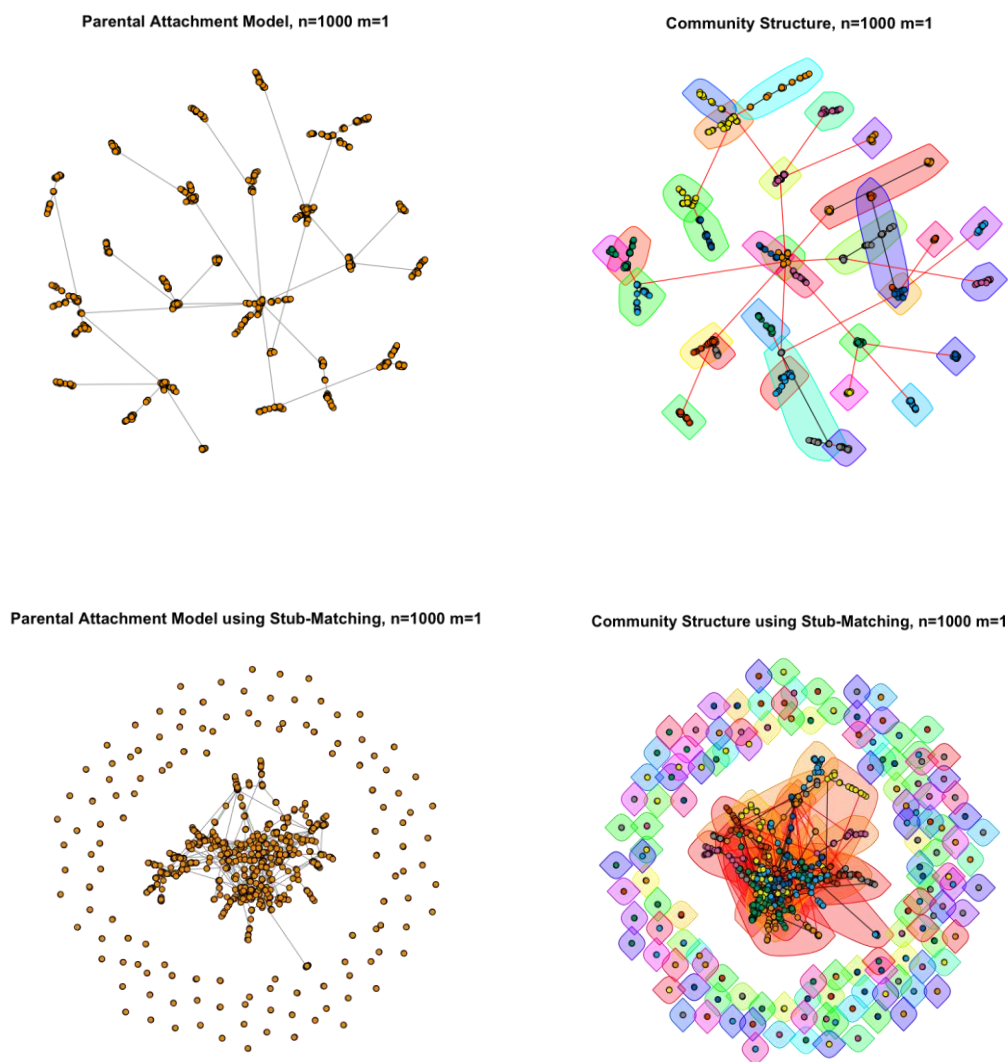 Parental Attachment Model, n=1000 m=1
Community Structure, n=1000 m=1
Parental Attachment Model using Stub-Matching, n=1000 m=1
Community Structure using Stub-Matching, n=1000 m=1